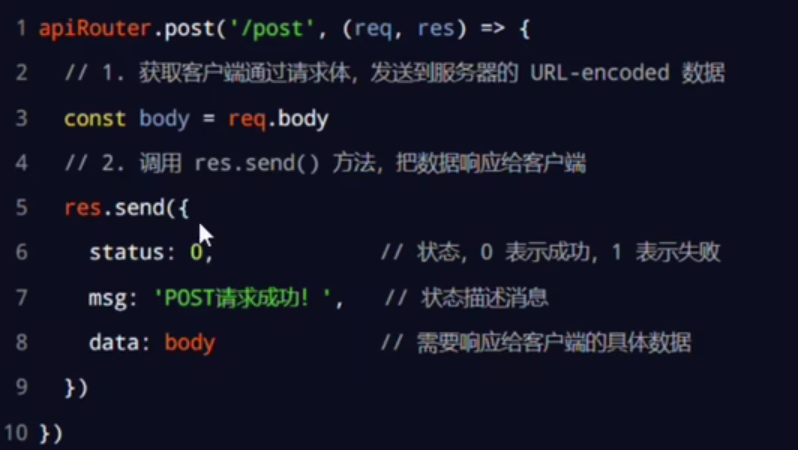 1 apiRouter.post('/post', (req, res) => {
2 // 1. 获取客户端通过请求体，发送到服务器的 URL-encoded 数据
3 const body = req.body
4 // 2. 调用 res.send() 方法，把数据响应给客户端
5 res.send({
6 status: 0, // 状态，0 表示成功，1 表示失败
7 msg: 'POST请求成功！', // 状态描述消息
8 data: body // 需要响应给客户端的具体数据
9 })
10 })